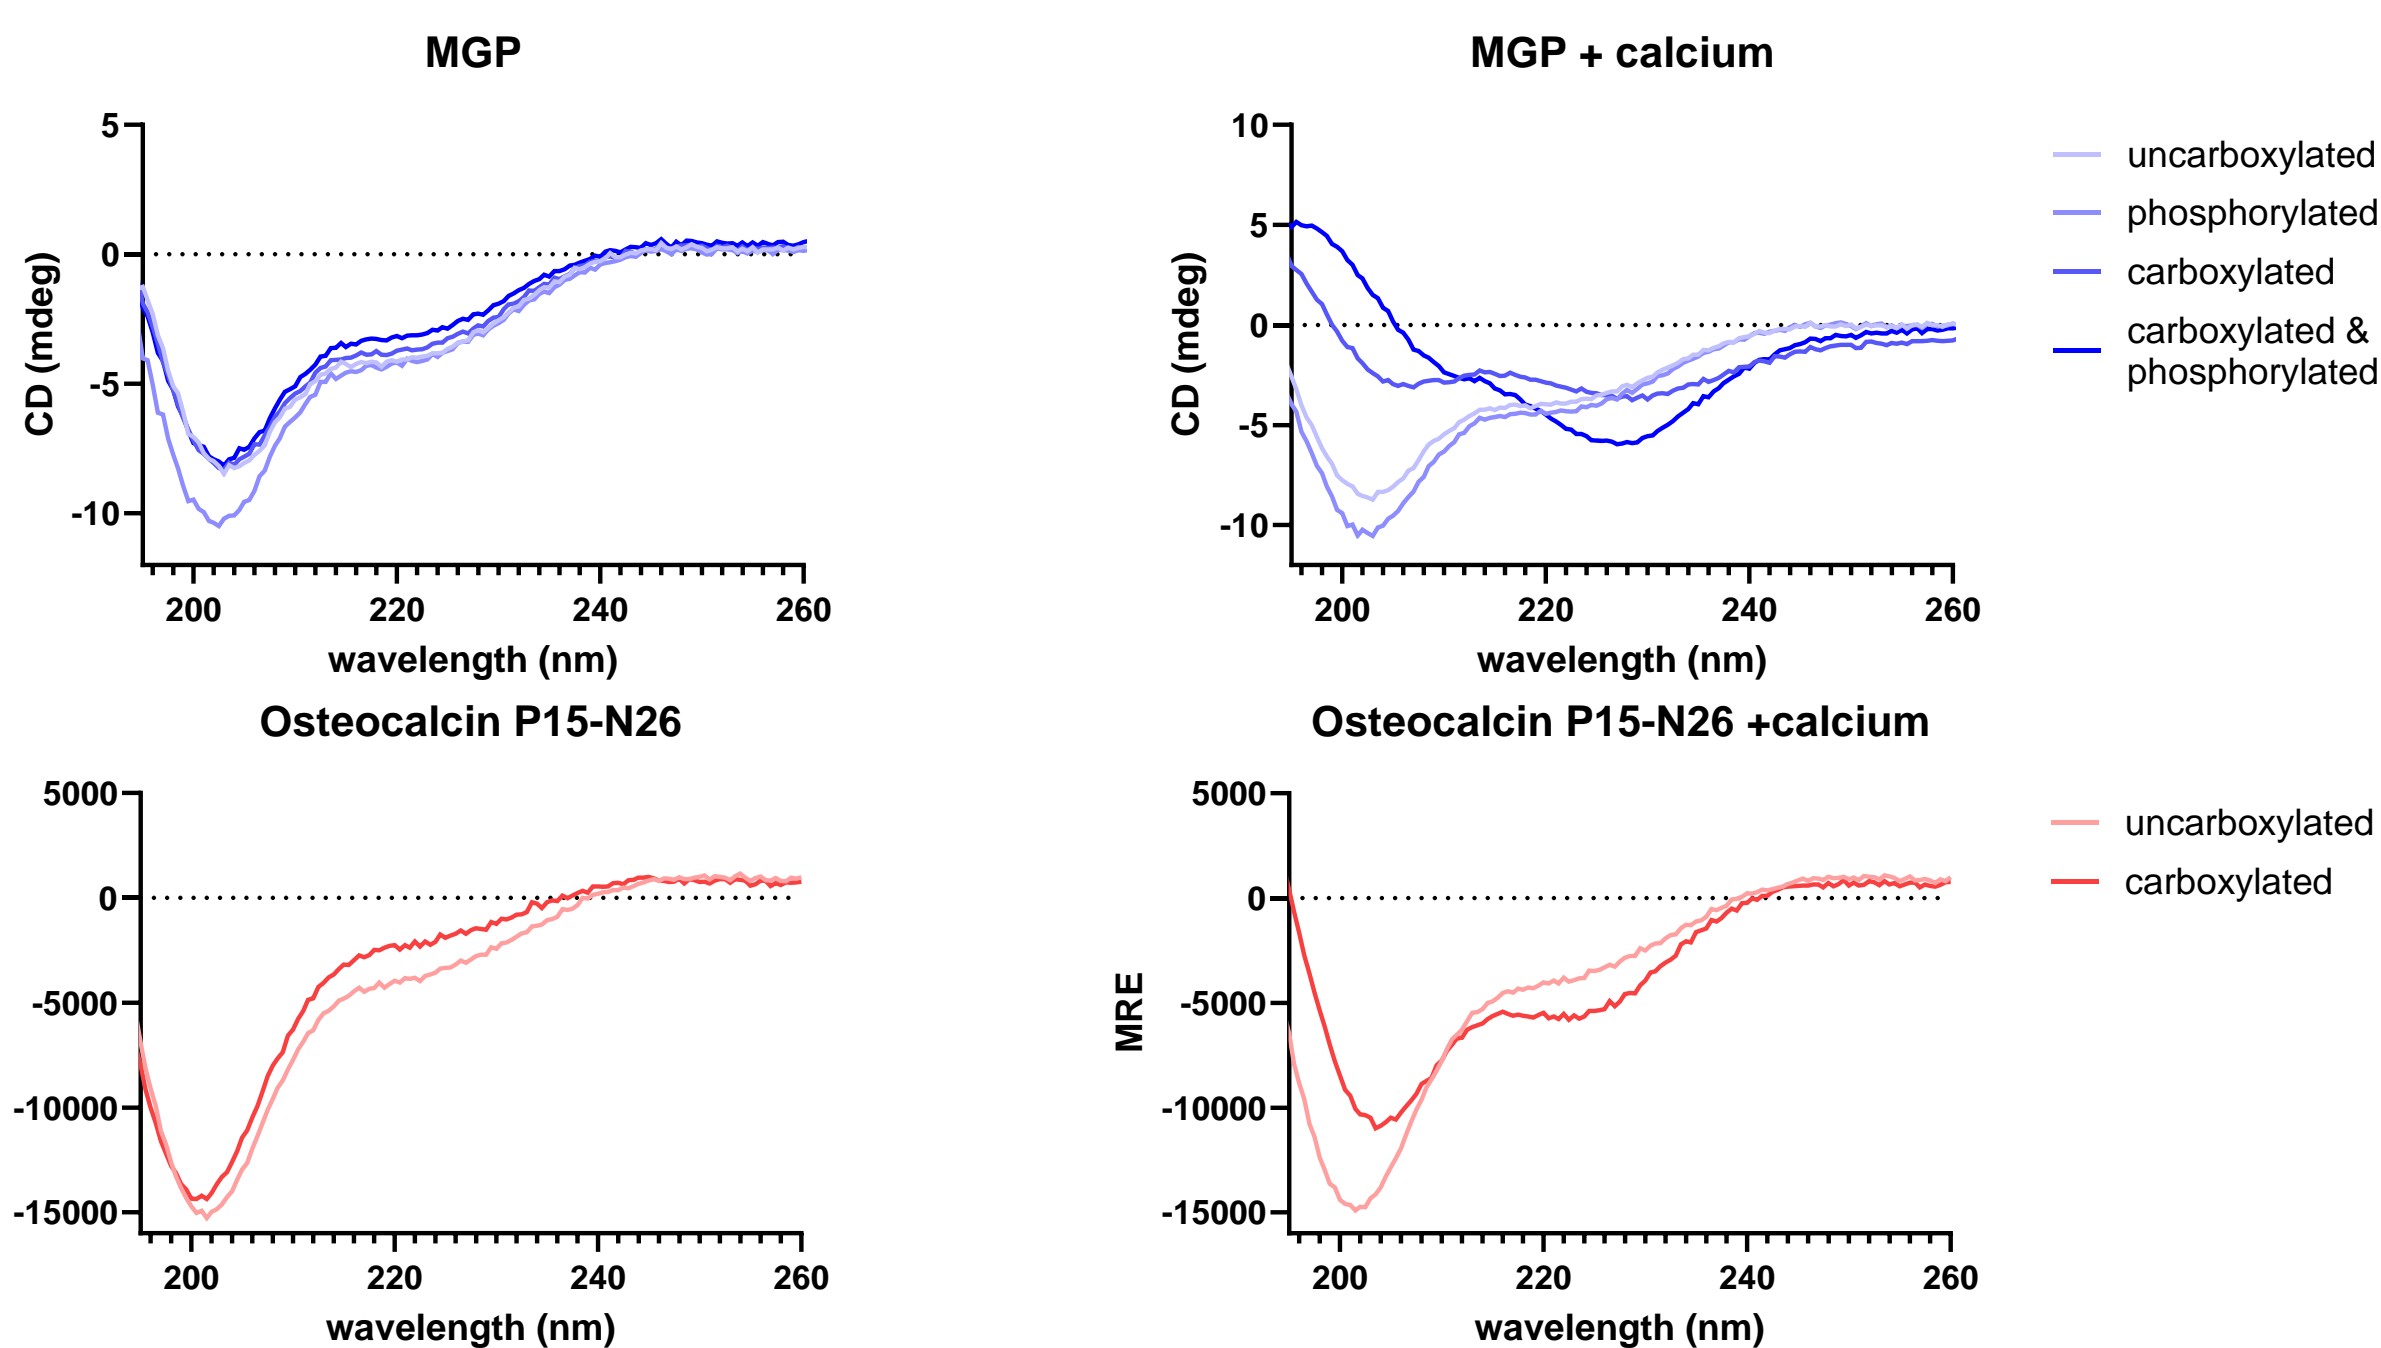 MGP
5
0
-5
-10
CD (mdeg)
200 220 240 260
wavelength (nm)
MGP + calcium
10
5
0
-5
-10
CD (mdeg)
200 220 240 260
wavelength (nm)
uncarboxylated
phosphorylated
carboxylated
carboxylated &
phosphorylated
Osteocalcin P15-N26
5000
0
-5000
-10000
-15000
200 220 240 260
wavelength (nm)
Osteocalcin P15-N26 +calcium
5000
0
-5000
-10000
-15000
MRE
200 220 240 260
wavelength (nm)
uncarboxylated
carboxylated